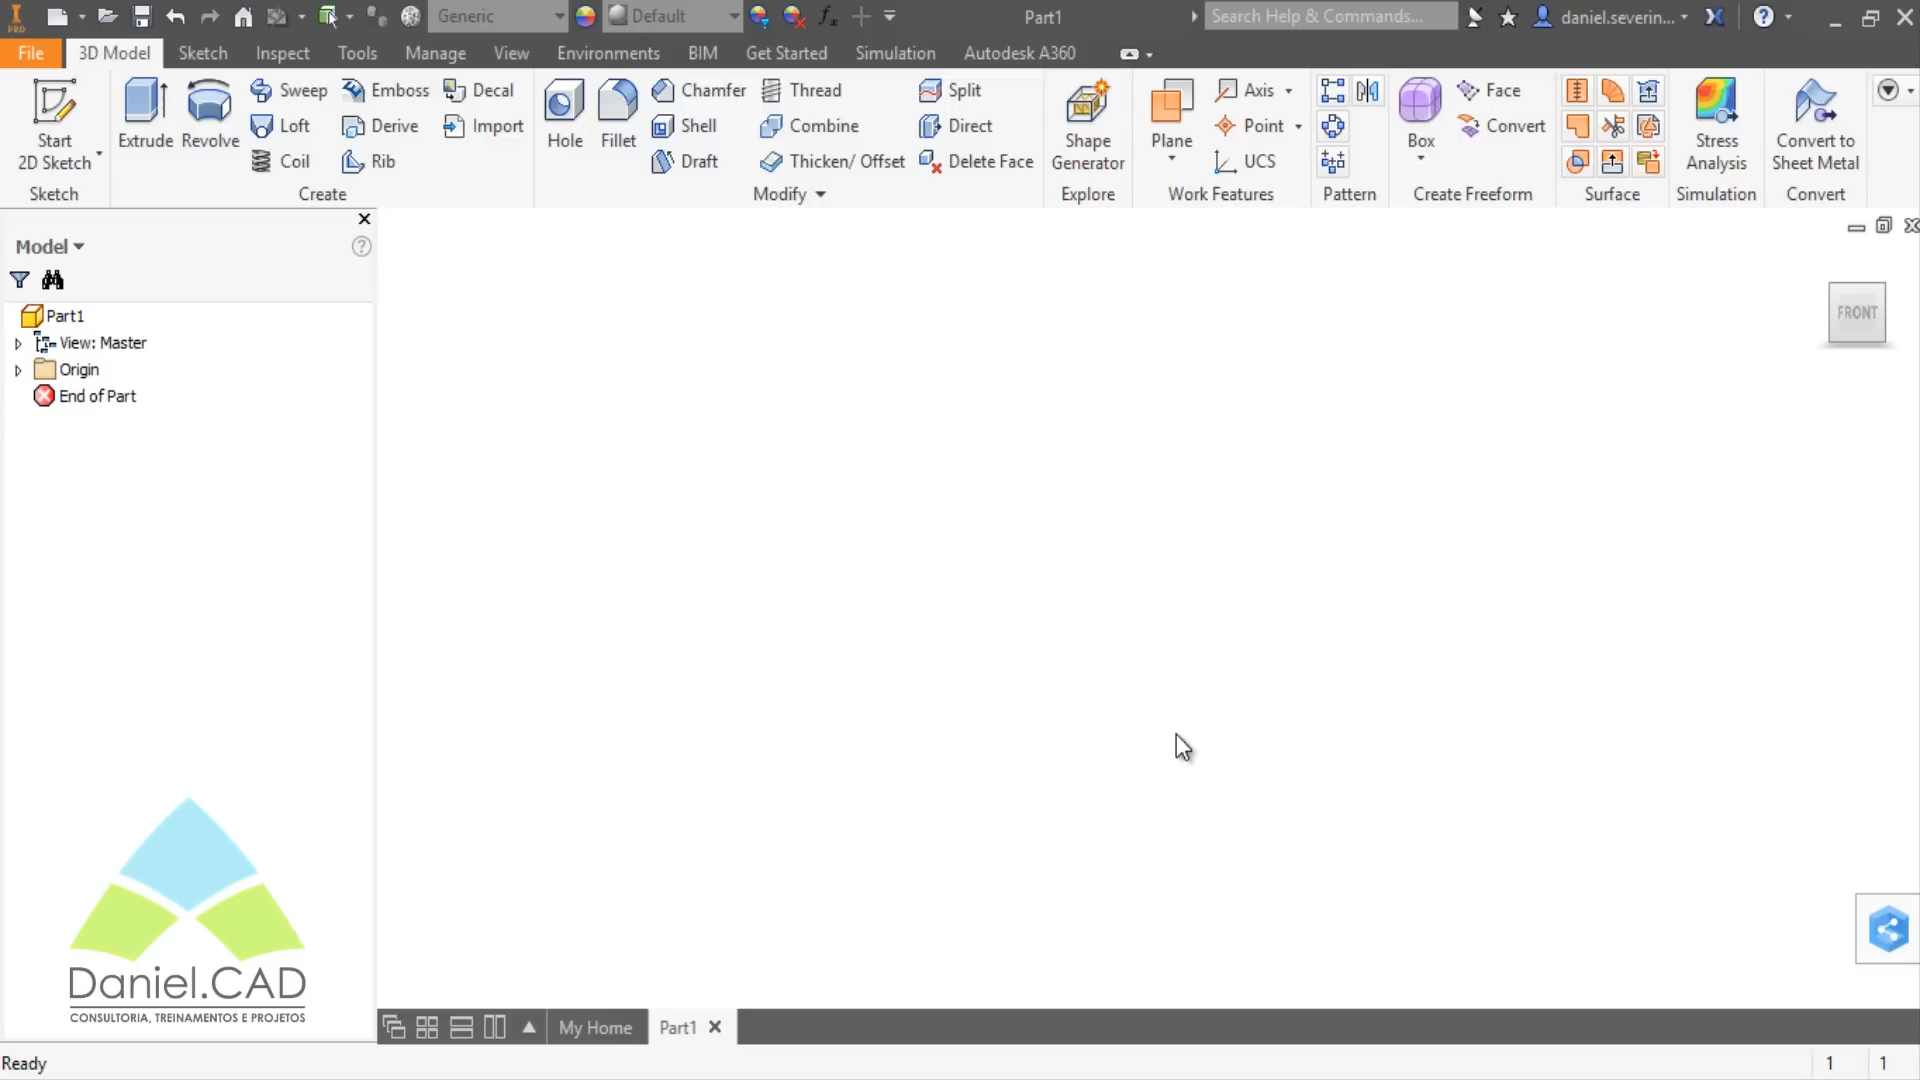 PRO
Generic
Default
Part1
Search Help & Commands...
daniel.severin...
File
3D Model
Sketch
Inspect
Tools
Manage
View
Environments
BIM
Get Started
Simulation
Autodesk A360
Start
2D Sketch
Sketch
Extrude
Revolve
Sweep
Loft
Coil
Emboss
Derive
Rib
Decal
Import
Create
Hole
Fillet
Chamfer
Shell
Draft
Thread
Combine
Thicken/ Offset
Split
Direct
Delete Face
Modify
Shape
Generator
Explore
Plane
Axis
Point
UCS
Work Features
Pattern
Box
Face
Convert
Create Freeform
Surface
Stress
Analysis
Simulation
Convert to
Sheet Metal
Convert
Model
Part1
View: Master
Origin
End of Part
FRONT
Daniel.CAD
CONSULTORIA, TREINAMENTOS E PROJETOS
My Home
Part1
Ready
1
1